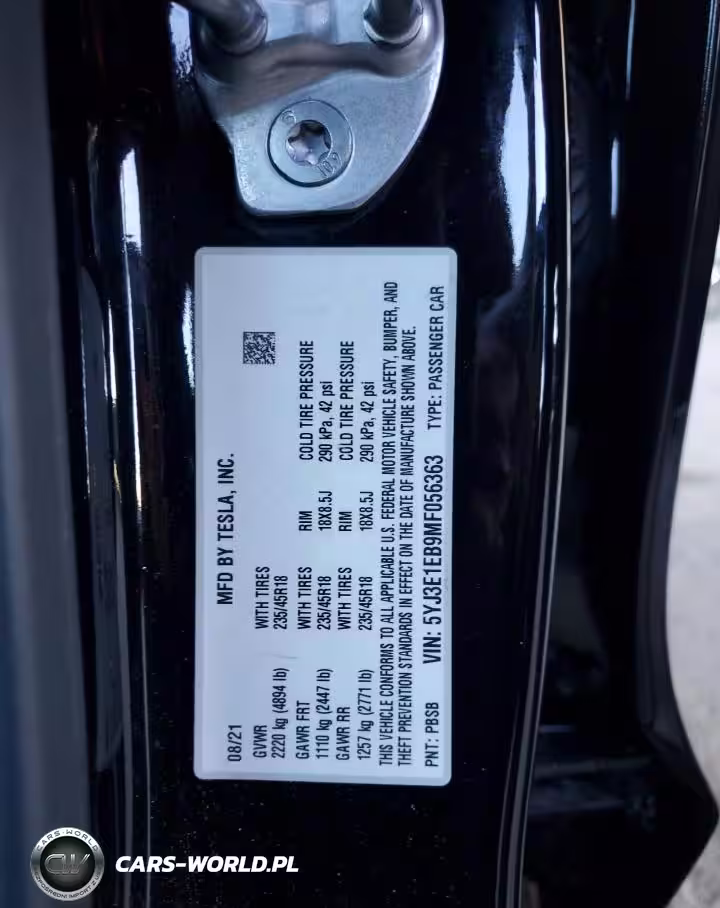 MFD BY TESLA, INC.
08/21
GVWR WITH TIRES
2220 kg (4894 lb) 235/45R18
GAWR FRT WITH TIRES RIM COLD TIRE PRESSURE
1110 kg (2447 lb) 235/45R18 18X8.5J 290 kPa, 42 psi
GAWR RR WITH TIRES RIM COLD TIRE PRESSURE
1257 kg (2771 lb) 235/45R18 18X8.5J 290 kPa, 42 psi
THIS VEHICLE CONFORMS TO ALL APPLICABLE U.S. FEDERAL MOTOR VEHICLE SAFETY, BUMPER, AND
THEFT PREVENTION STANDARDS IN EFFECT ON THE DATE OF MANUFACTURE SHOWN ABOVE.
PNT: PBSB VIN: 5YJ3E1EB9MF056363 TYPE: PASSENGER CAR
CARS-WORLD
CW
CARS-WORLD.PL